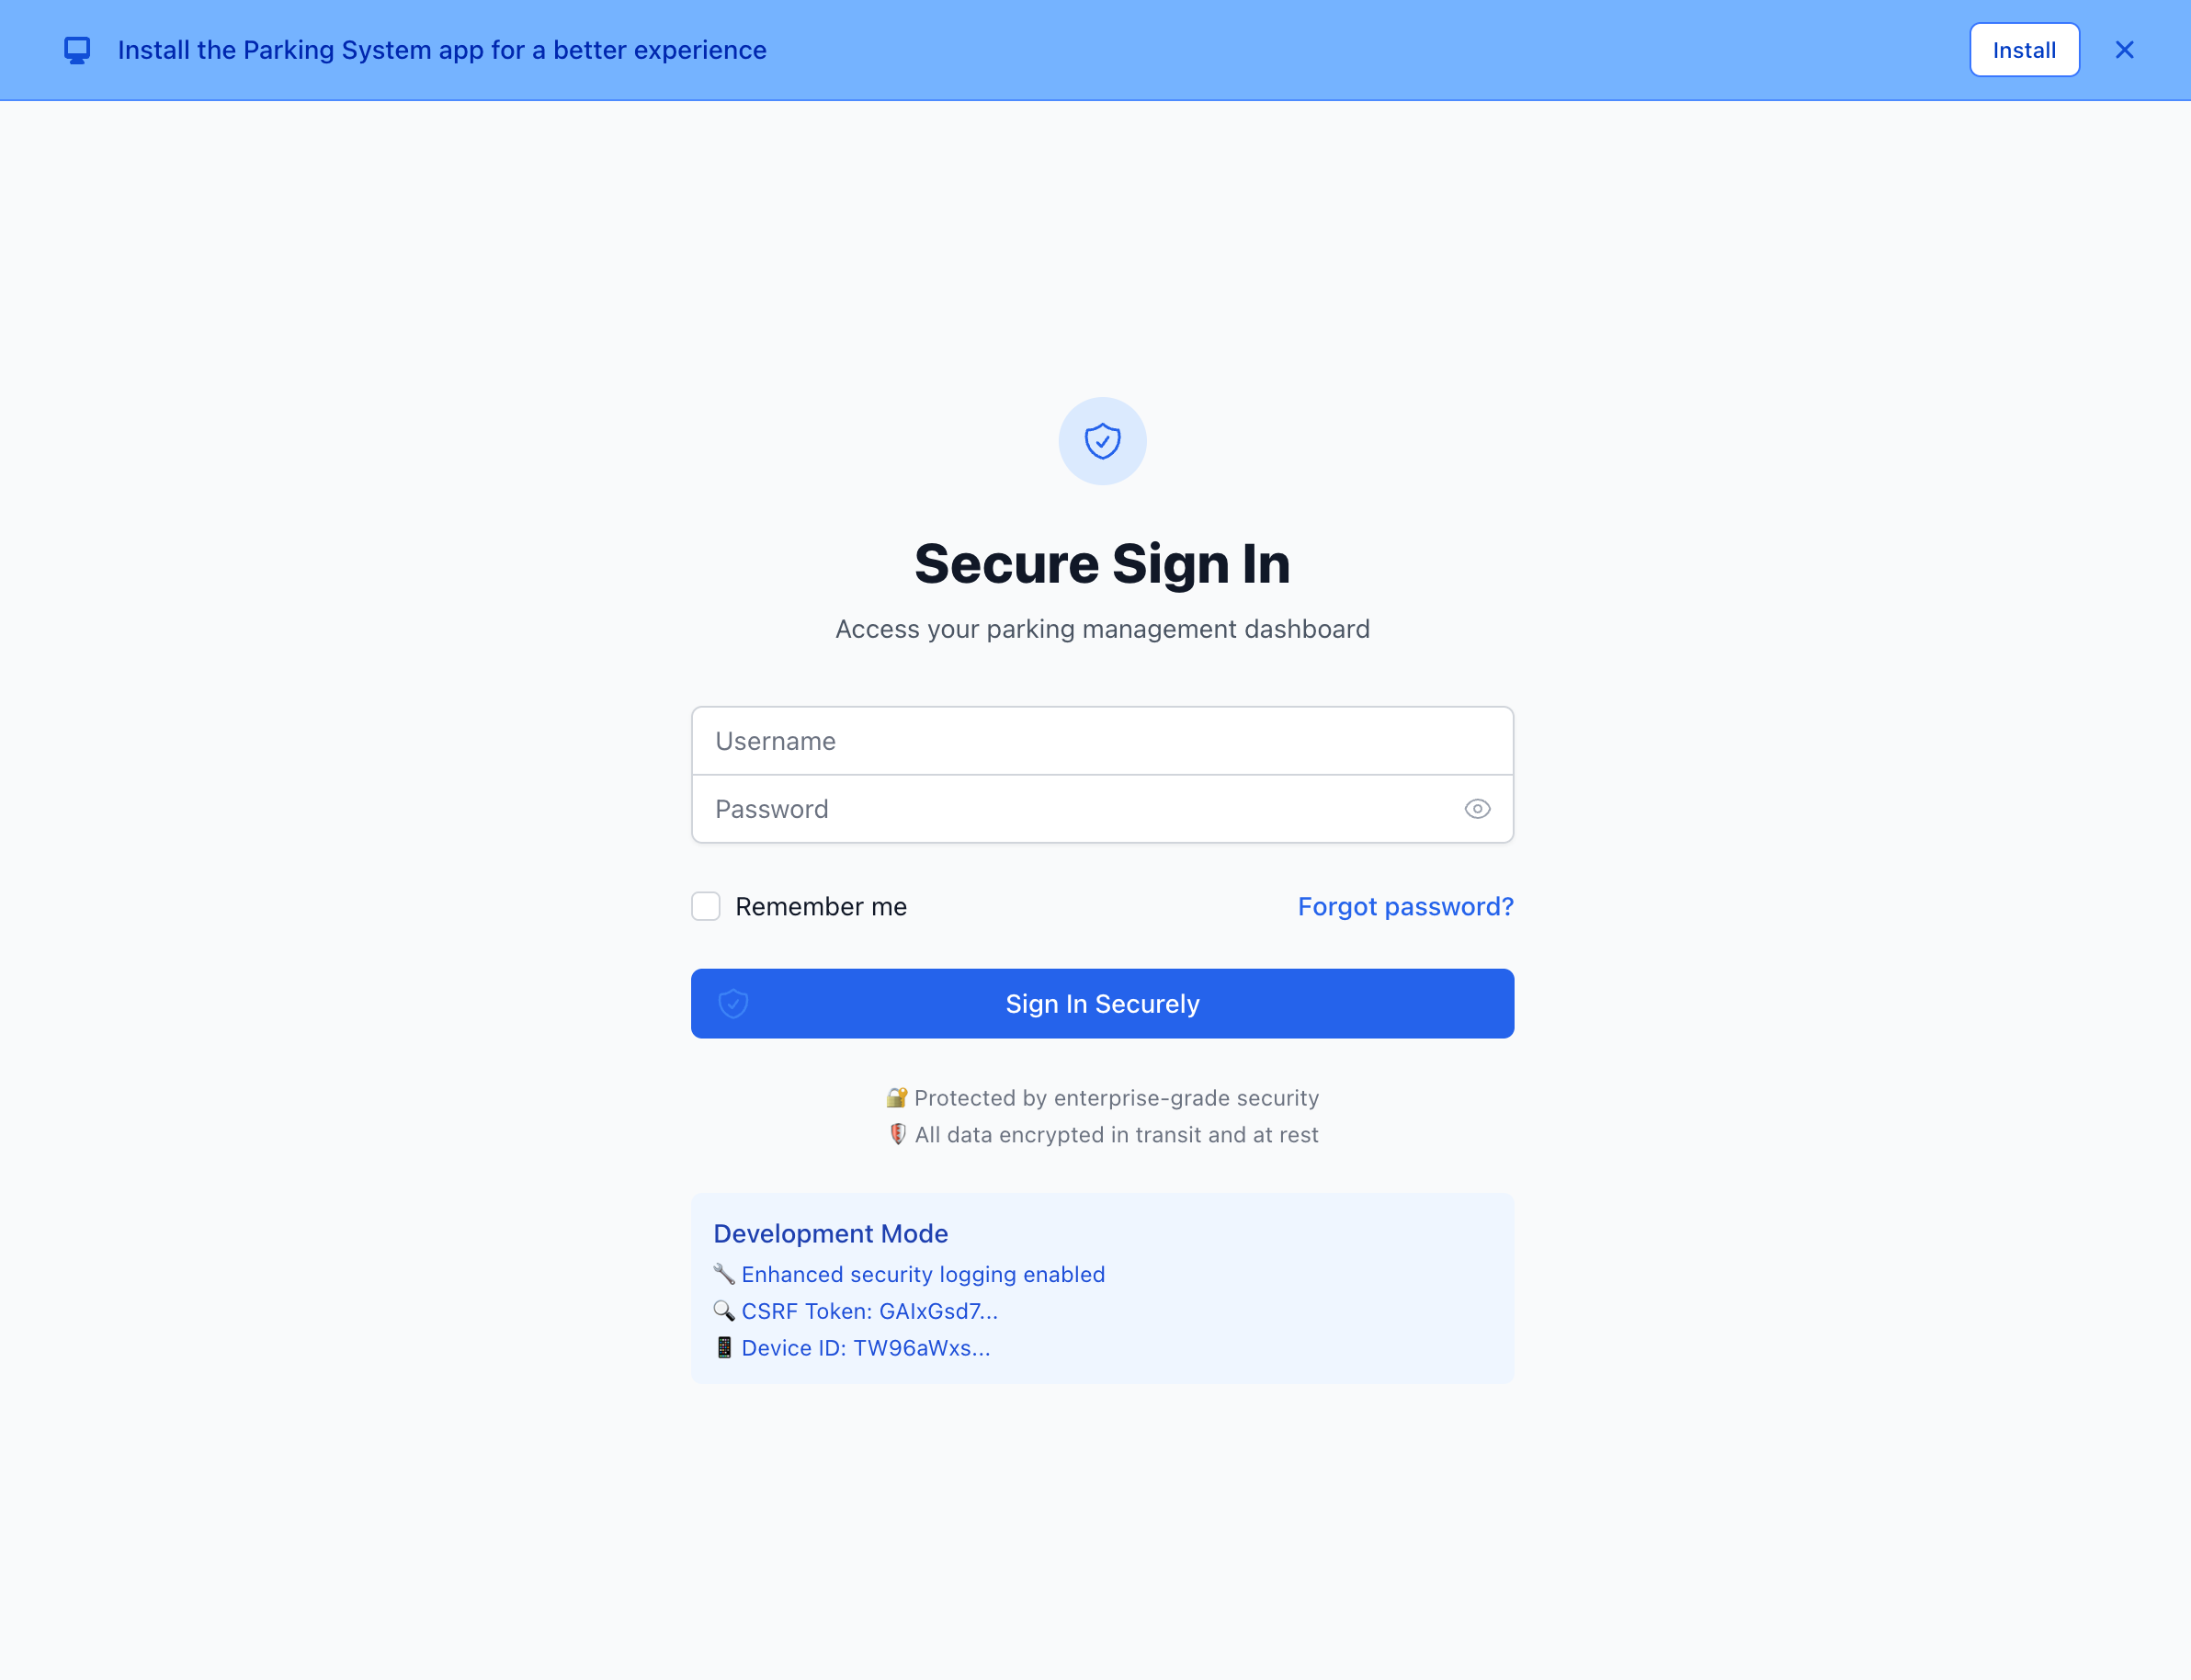 Install the Parking System app for a better experience
Install
Secure Sign In
Access your parking management dashboard
Username
Password
Remember me
Forgot password?
Sign In Securely
🔐 Protected by enterprise-grade security
🛡️ All data encrypted in transit and at rest
Development Mode
🔧 Enhanced security logging enabled
🔍 CSRF Token: GAIxGsd7...
📱 Device ID: TW96aWxs...